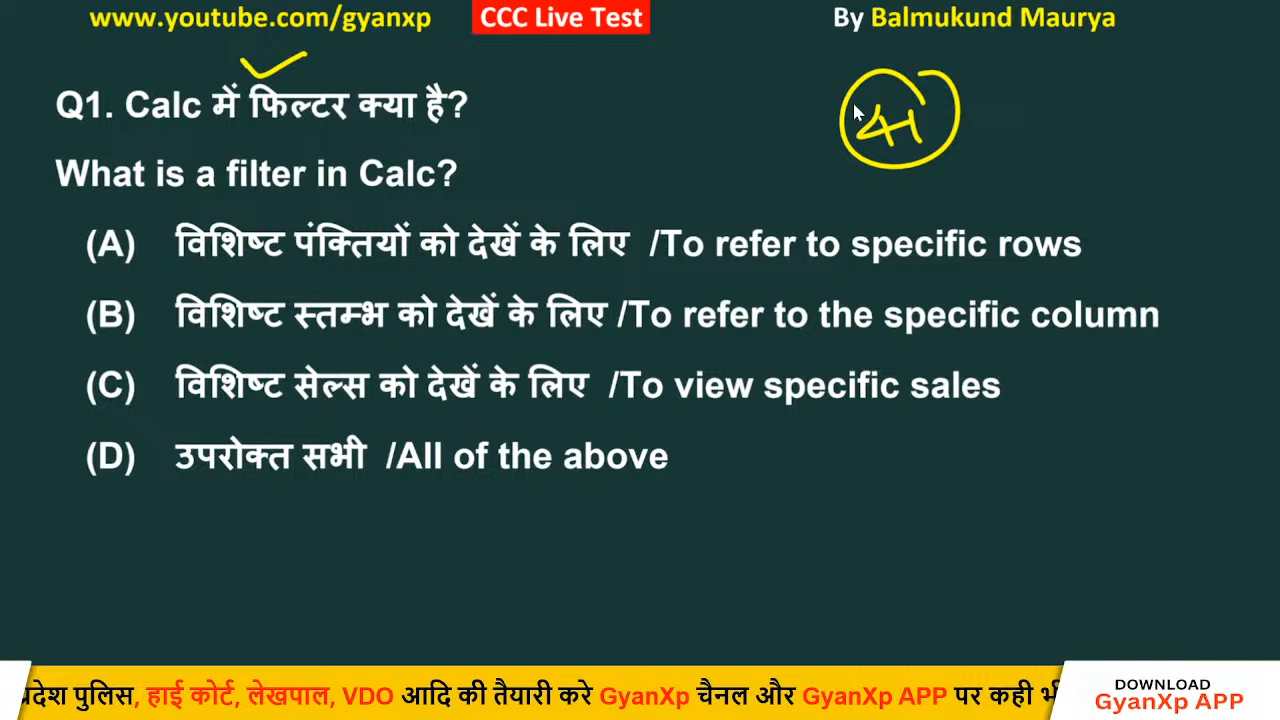 www.youtube.com/gyanxp CCC Live Test By Balmukund Maurya
Q1. Calc में फिल्टर क्या है?
What is a filter in Calc?
(A) विशिष्ट पंक्तियों को देखें के लिए /To refer to specific rows
(B) विशिष्ट स्तम्भ को देखें के लिए /To refer to the specific column
(C) विशिष्ट सेल्स को देखें के लिए /To view specific sales
(D) उपरोक्त सभी /All of the above
पुलिस, हाई कोर्ट, लेखपाल, VDO आदि की तैयारी करे GyanXp चैनल और GyanXp APP पर कही
DOWNLOAD
GyanXp APP